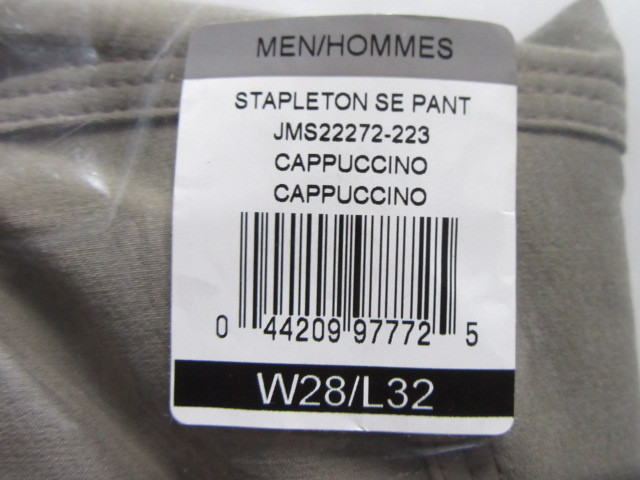 MEN/HOMMES
STAPLETON SE PANT
JMS22272-223
CAPPUCCINO
CAPPUCCINO
0 44209 97772 5
W28/L32